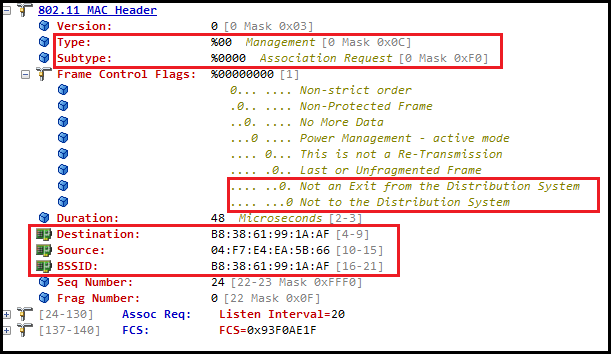 802.11 MAC Header
Version: 0 [0 Mask 0x03]
Type: %00 Management [0 Mask 0x0C]
Subtype: %0000 Association Request [0 Mask 0xF0]
Frame Control Flags: %00000000 [1]
0... .... Non-strict order
.0.. .... Non-Protected Frame
..0. .... No More Data
...0 .... Power Management - active mode
.... 0... This is not a Re-Transmission
.... .0.. Last or Unfragmented Frame
.... ..0. Not an Exit from the Distribution System
.... ...0 Not to the Distribution System
Duration: 48 Microseconds [2-3]
Destination: B8:38:61:99:1A:AF [4-9]
Source: 04:F7:E4:EA:5B:66 [10-15]
BSSID: B8:38:61:99:1A:AF [16-21]
Seq Number: 24 [22-23 Mask 0xFFF0]
Frag Number: 0 [22 Mask 0x0F]
[24-130] Assoc Req: Listen Interval=20
[137-140] FCS: FCS=0x93F0AE1F